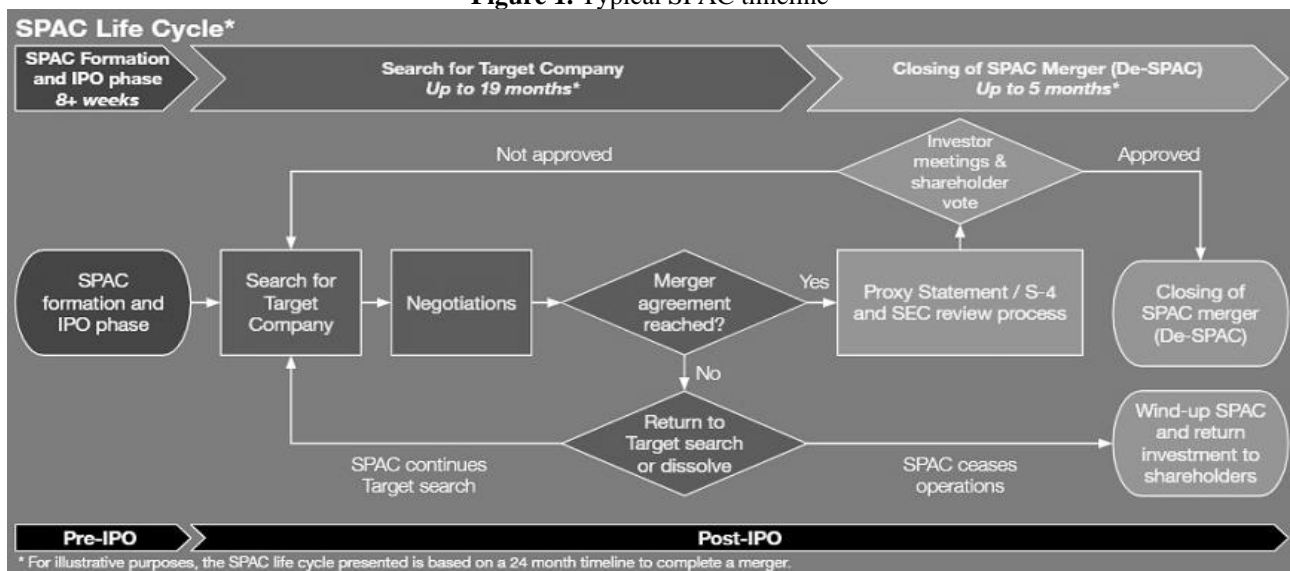 Figure 1. Typical SPAC timeline
SPAC Life Cycle*
SPAC Formation
and IPO phase
8+ weeks
Search for Target Company
Up to 19 months*
Closing of SPAC Merger (De-SPAC)
Up to 5 months*
Not approved
Investor
meetings &
shareholder
vote
Approved
SPAC
formation and
IPO phase
Search for
Target
Company
Negotiations
Merger
agreement
reached?
Yes
Proxy Statement / S-4
and SEC review process
Closing of
SPAC merger
(De-SPAC)
No
Return to
Target search
or dissolve
SPAC continues
Target search
SPAC ceases
operations
Wind-up SPAC
and return
investment to
shareholders
Pre-IPO
Post-IPO
* For illustrative purposes, the SPAC life cycle presented is based on a 24 month timeline to complete a merger.